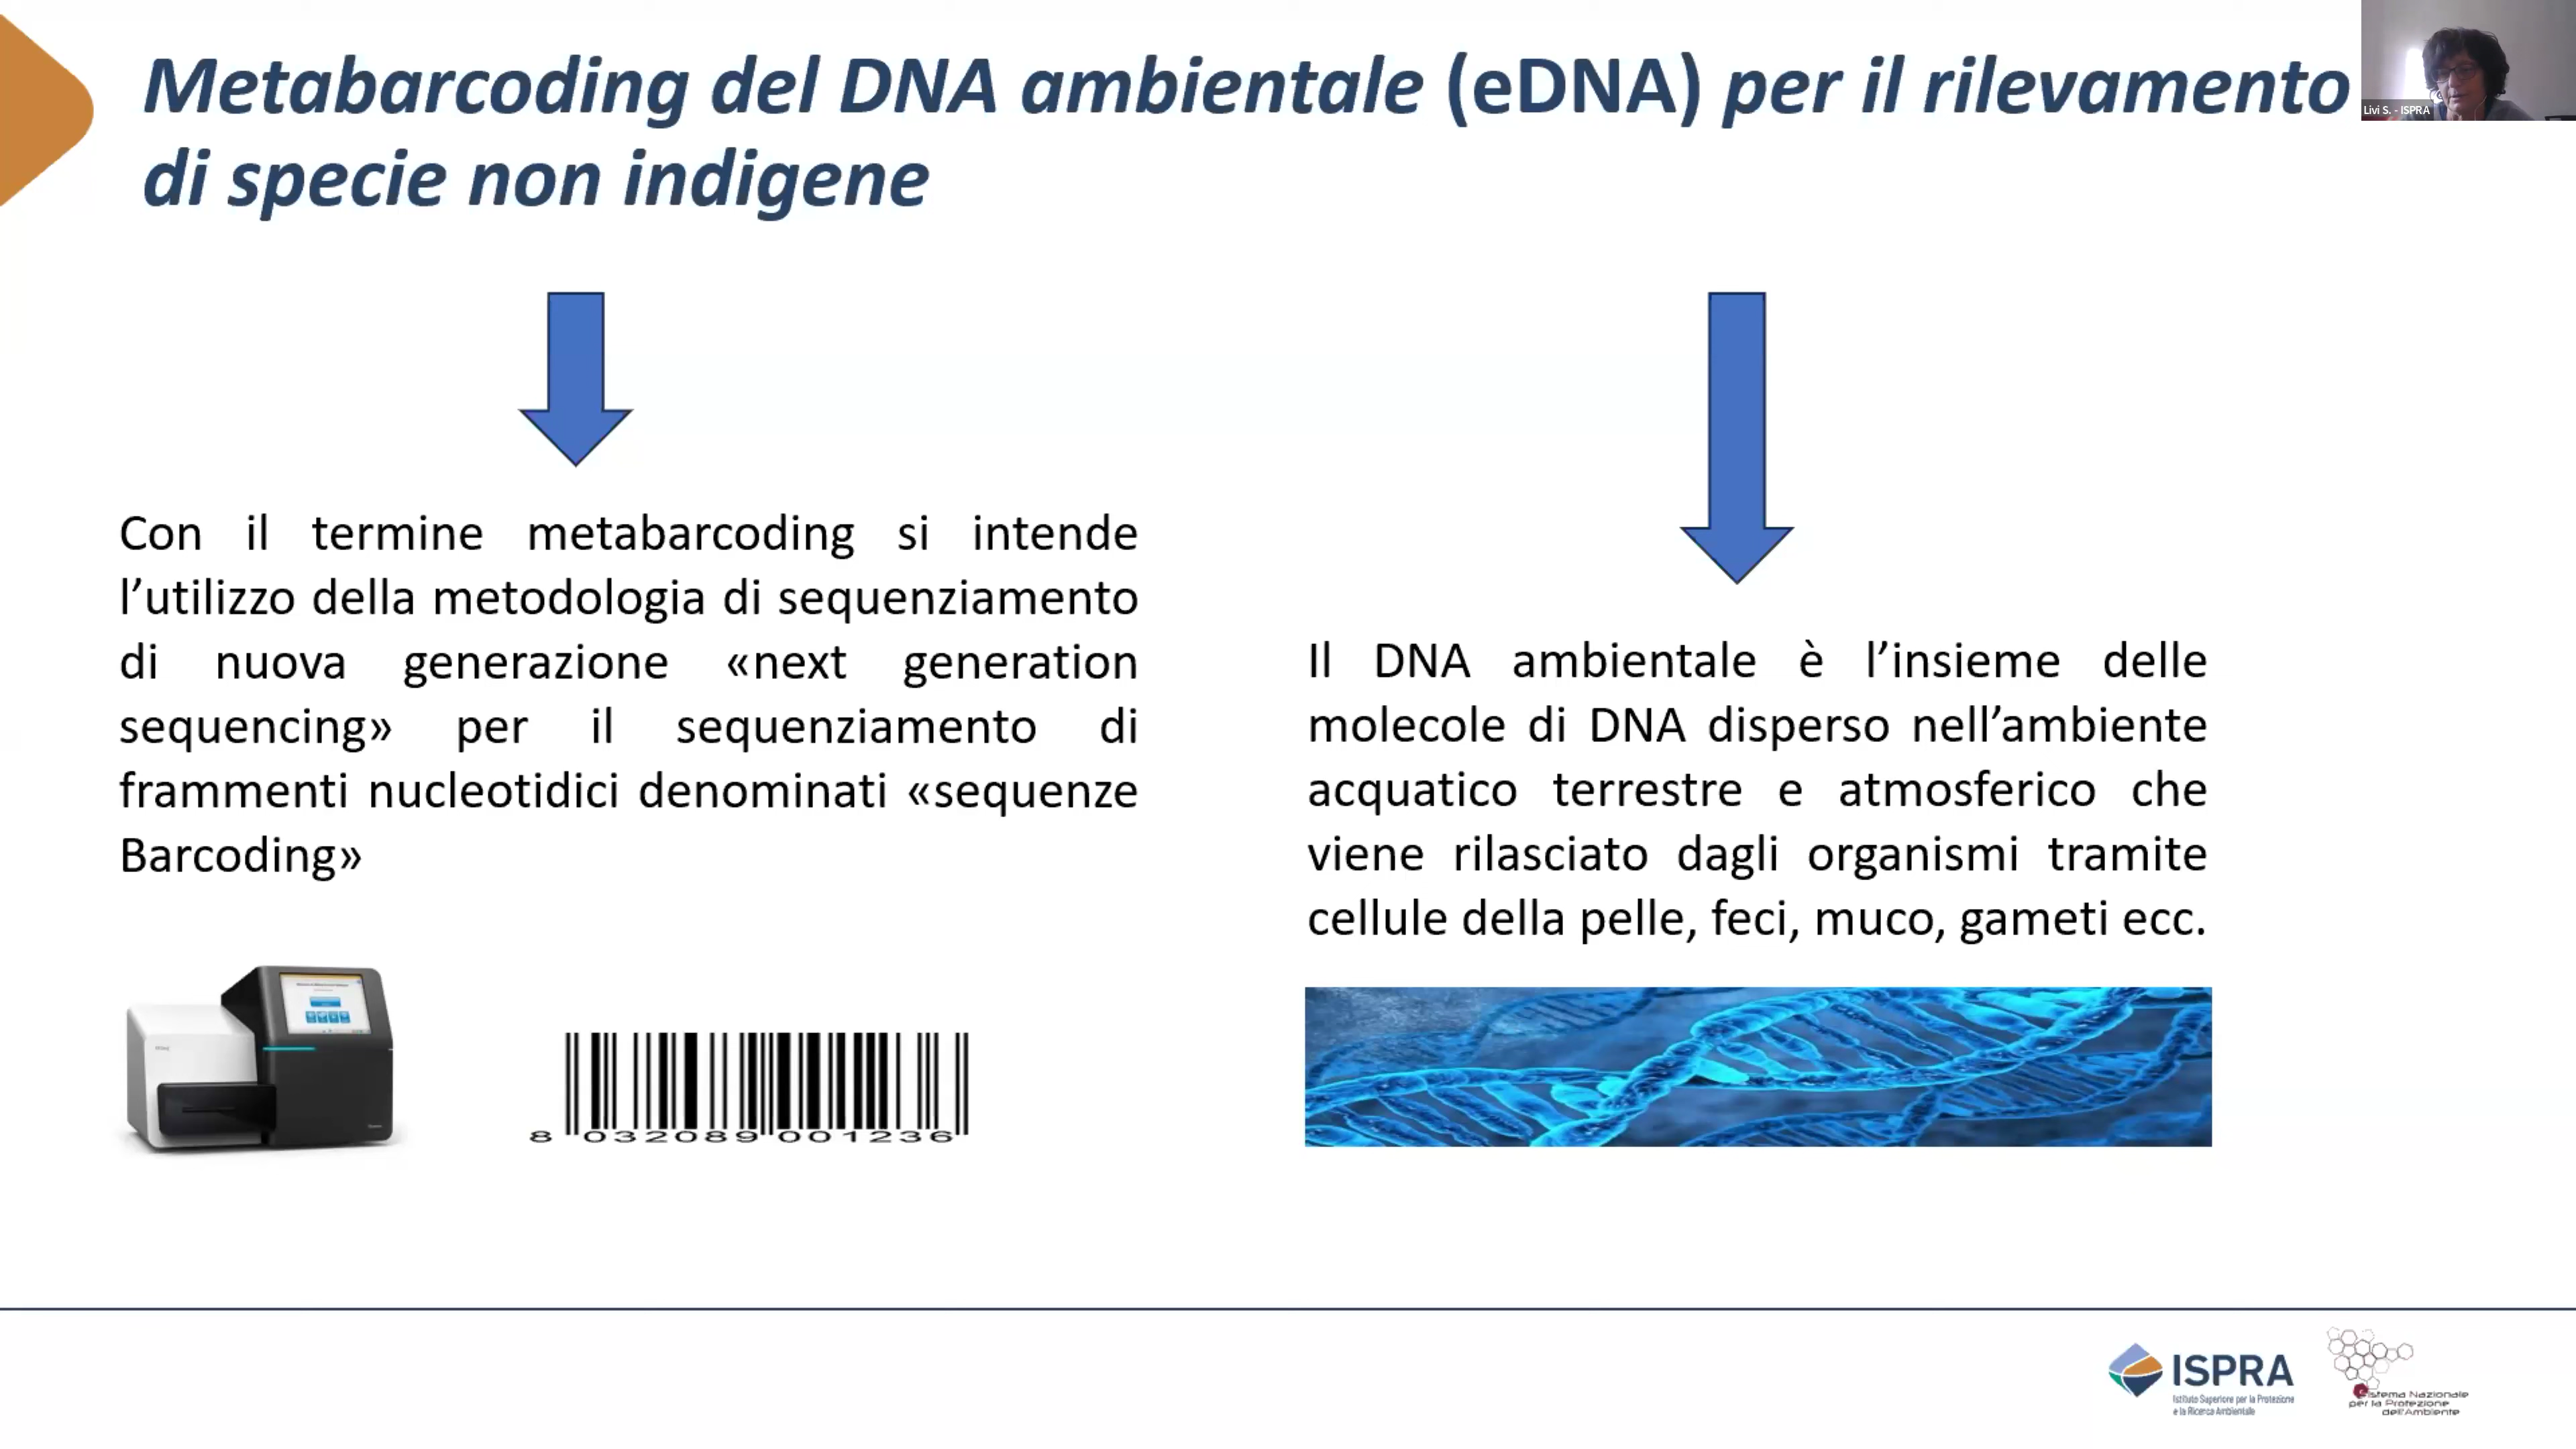 Metabarcoding del DNA ambientale (eDNA) per il rilevamento
di specie non indigene
Livi S. - ISPRA
Con il termine metabarcoding si intende
l’utilizzo della metodologia di sequenziamento
di nuova generazione «next generation
sequencing» per il sequenziamento di
frammenti nucleotidici denominati «sequenze
Barcoding»
Il DNA ambientale è l’insieme delle
molecole di DNA disperso nell’ambiente
acquatico terrestre e atmosferico che
viene rilasciato dagli organismi tramite
cellule della pelle, feci, muco, gameti ecc.
8 032089 001236
ISPRA
Istituto Superiore per la Protezione
e la Ricerca Ambientale
Sistema Nazionale
per la Protezione
dell'Ambiente